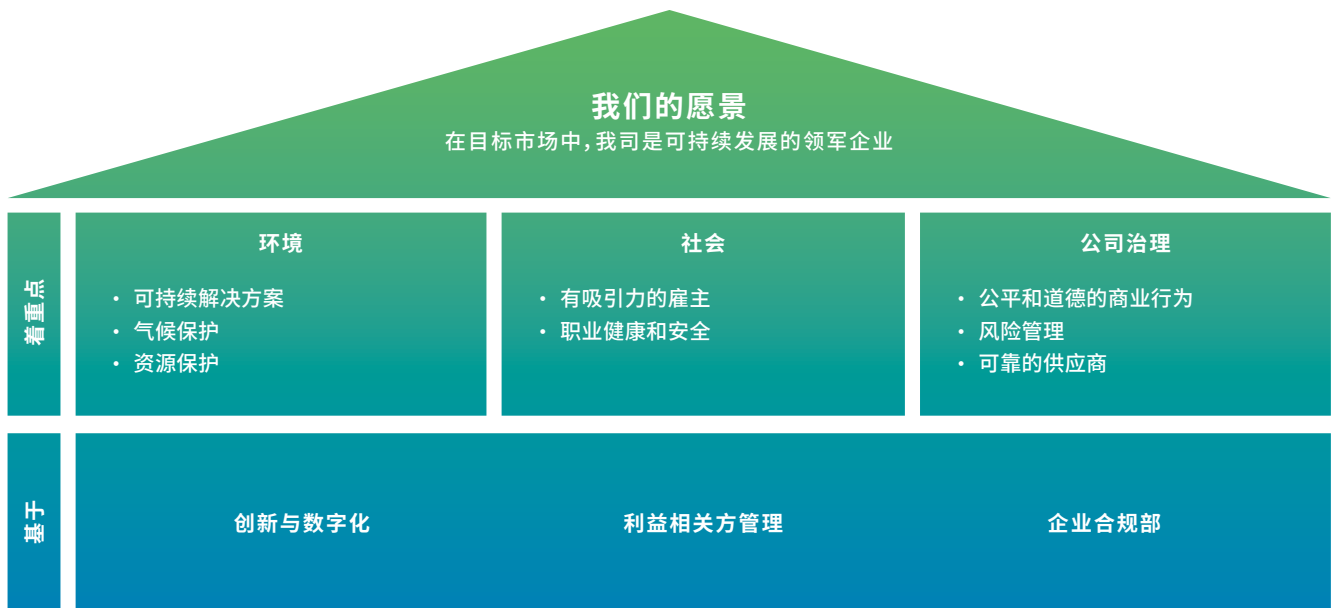 我们的愿景
在目标市场中,我司是可持续发展的领军企业
着重点
环境
• 可持续解决方案
• 气候保护
• 资源保护
社会
• 有吸引力的雇主
• 职业健康和安全
公司治理
• 公平和道德的商业行为
• 风险管理
• 可靠的供应商
基于
创新与数字化
利益相关方管理
企业合规部